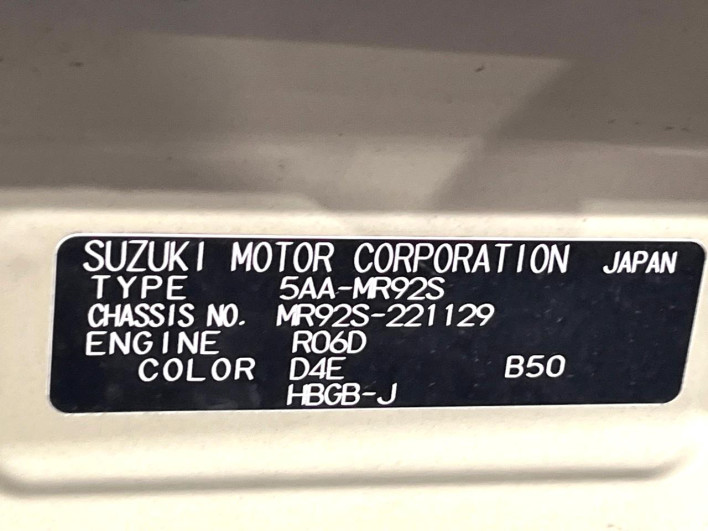 SUZUKI MOTOR CORPORATION JAPAN
TYPE 5AA-MR92S
CHASSIS NO. MR92S-221129
ENGINE R06D
COLOR D4E B50
HBGB-J